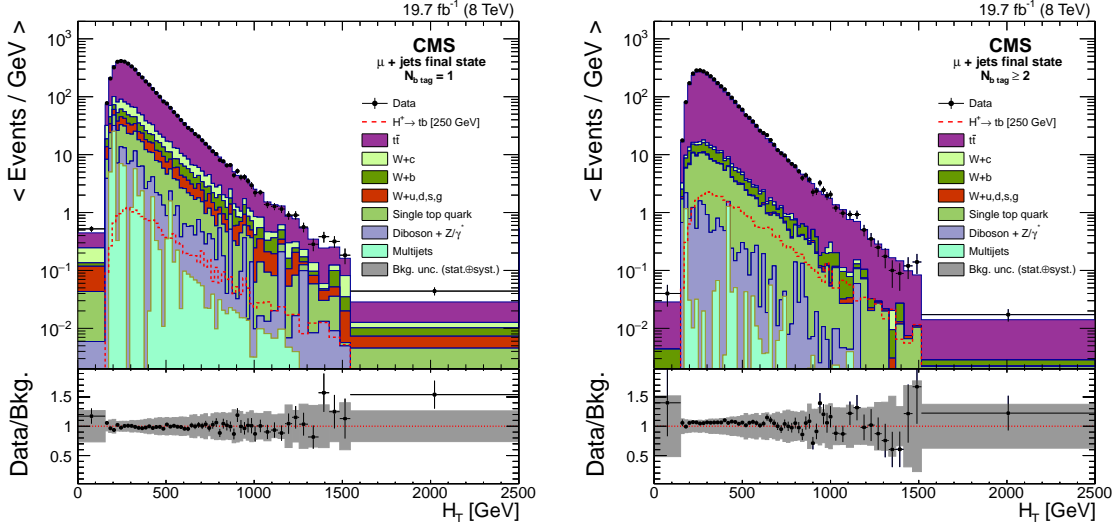 19.7 fb⁻¹ (8 TeV)
< Events / GeV >
10³
10²
10
1
10⁻¹
10⁻²
CMS
μ + jets final state
N_b tag = 1
Data
H⁺→ tb [250 GeV]
tt̄
W+c
W+b
W+u,d,s,g
Single top quark
Diboson + Z/γ*
Multijets
Bkg. unc. (stat.⊕syst.)
Data/Bkg.
1.5
1
0.5
0 500 1000 1500 2000 2500
H_T [GeV]
19.7 fb⁻¹ (8 TeV)
< Events / GeV >
10³
10²
10
1
10⁻¹
10⁻²
CMS
μ + jets final state
N_b tag ≥ 2
Data
H⁺→ tb [250 GeV]
tt̄
W+c
W+b
W+u,d,s,g
Single top quark
Diboson + Z/γ*
Multijets
Bkg. unc. (stat.⊕syst.)
Data/Bkg.
1.5
1
0.5
0 500 1000 1500 2000 2500
H_T [GeV]